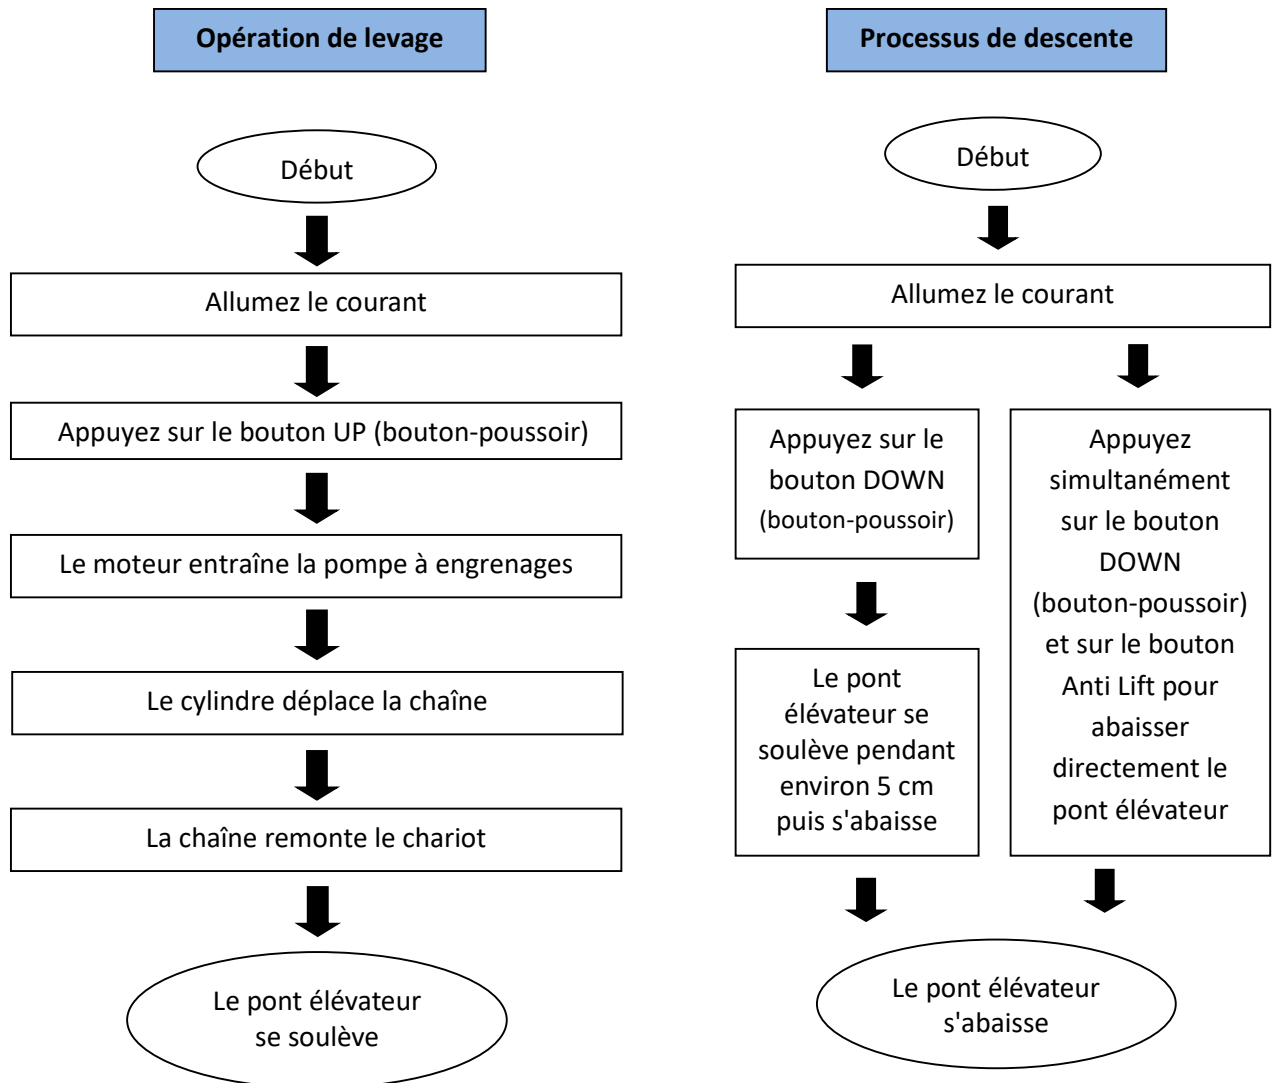 Opération de levage
Début
Allumez le courant
Appuyez sur le bouton UP (bouton-poussoir)
Le moteur entraîne la pompe à engrenages
Le cylindre déplace la chaîne
La chaîne remonte le chariot
Le pont élévateur
se soulève
Processus de descente
Début
Allumez le courant
Appuyez sur le
bouton DOWN
(bouton-poussoir)
Le pont
élévateur se
soulève pendant
environ 5 cm
puis s'abaisse
Appuyez
simultanément
sur le bouton
DOWN
(bouton-poussoir)
et sur le bouton
Anti Lift pour
abaisser
directement le
pont élévateur
Le pont élévateur
s'abaisse